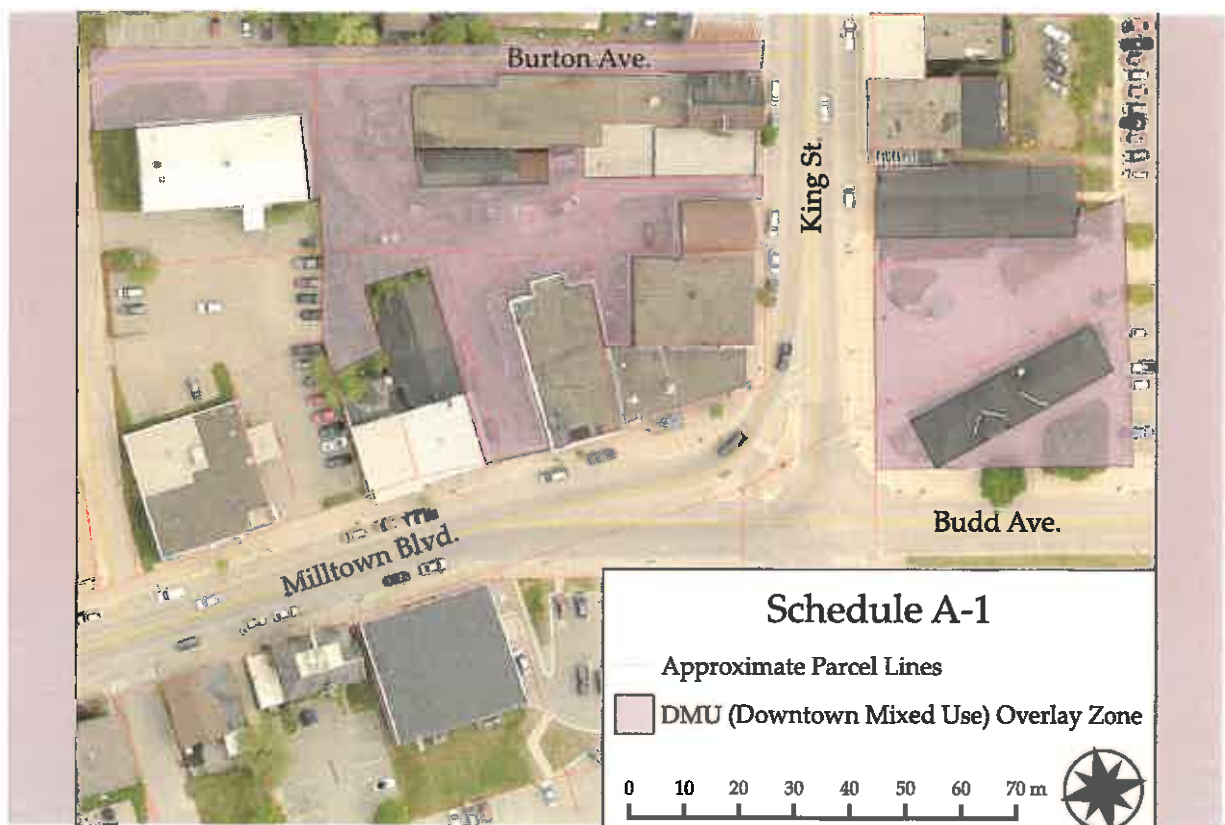 Burton Ave.
King St.
Budd Ave.
Milltown Blvd.
Schedule A-1
Approximate Parcel Lines
DMU (Downtown Mixed Use) Overlay Zone
0 10 20 30 40 50 60 70 m